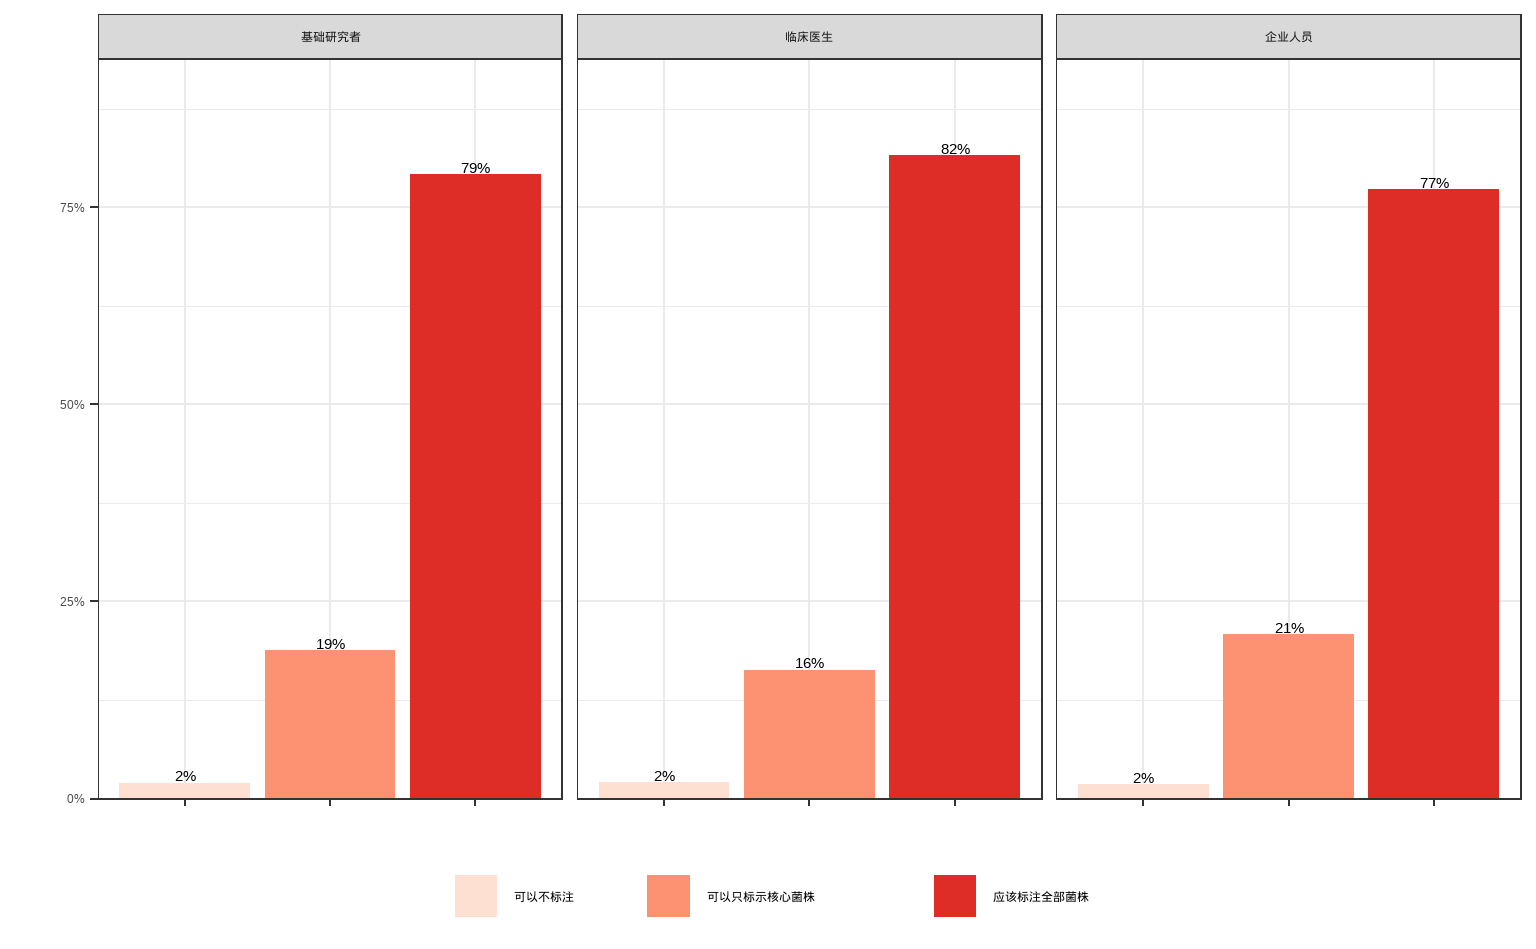 基础研究者
临床医生
企业人员
79%
82%
77%
75%
50%
25%
19%
16%
21%
2%
2%
2%
0%
可以不标注
可以只标示核心菌株
应该标注全部菌株